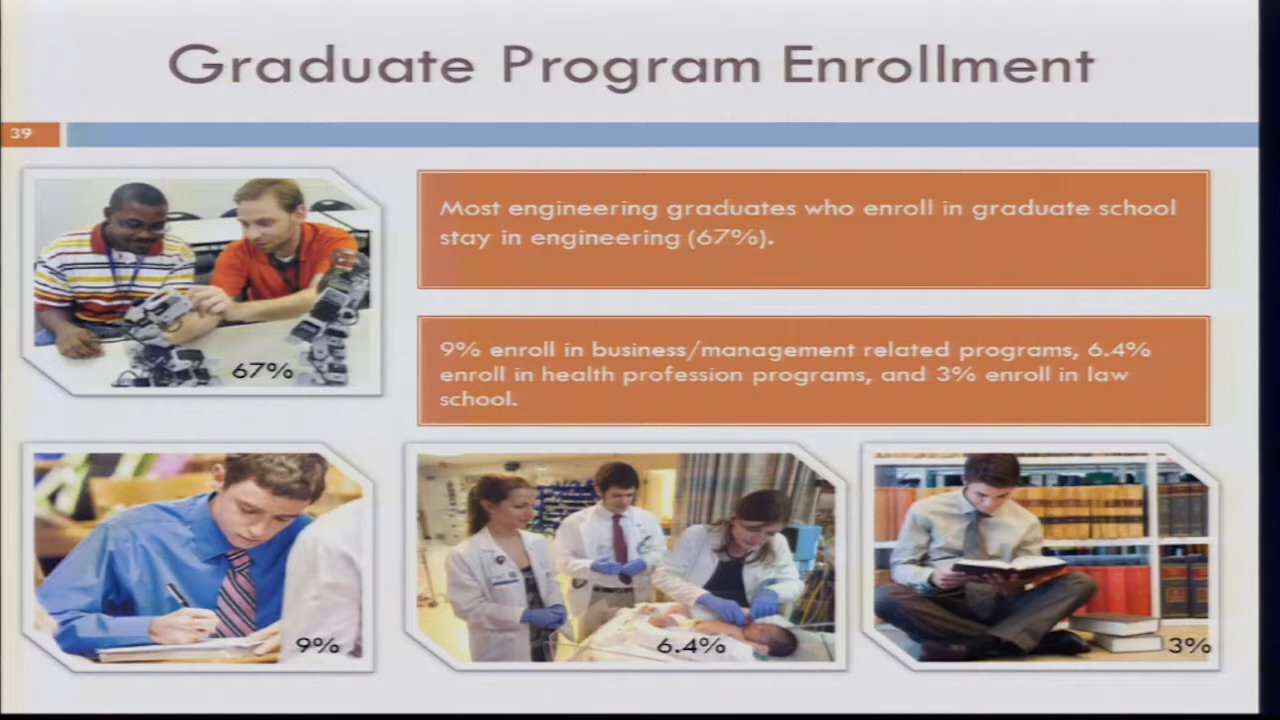 Graduate Program Enrollment
39
Most engineering graduates who enroll in graduate school
stay in engineering (67%).
67%
9% enroll in business/management related programs, 6.4%
enroll in health profession programs, and 3% enroll in law
school.
9%
6.4%
3%